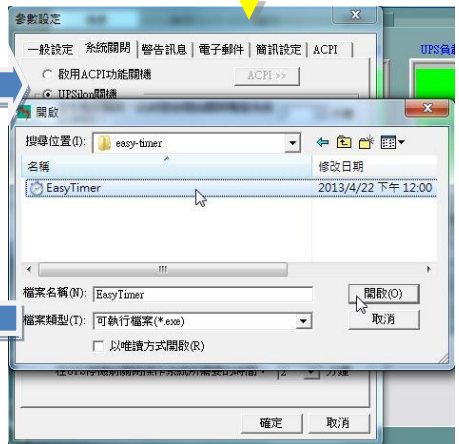 參數設定
一般設定 系統關閉 警告訊息 電子郵件 簡訊設定 ACPI
UPS負
啟用ACPI功能關機 ACPI >>
UPSilon關機
開啟
搜尋位置(I): easy-timer
名稱 修改日期
EasyTimer 2013/4/22 下午 12:00
檔案名稱(N): EasyTimer 開啟(O)
檔案類型(T): 可執行檔案(*.exe) 取消
以唯讀方式開啟(R)
確定 取消